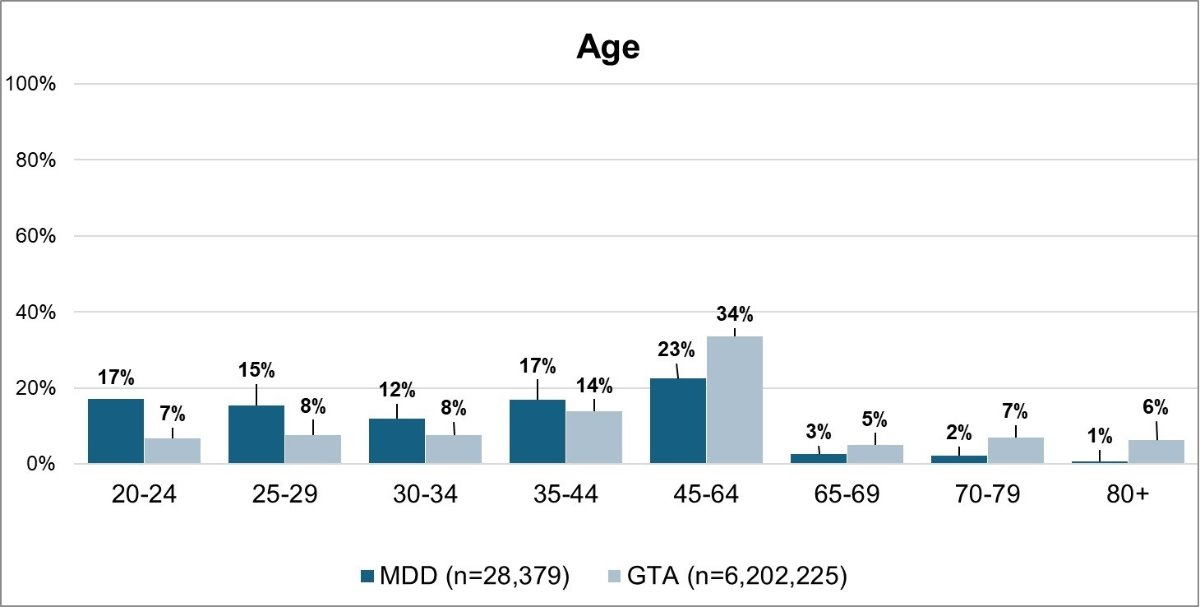 Age
100%
80%
60%
40%
20%
0%
17% 7% 15% 8% 12% 8% 17% 14% 23% 34% 3% 5% 2% 7% 1% 6%
20-24 25-29 30-34 35-44 45-64 65-69 70-79 80+
MDD (n=28,379) GTA (n=6,202,225)